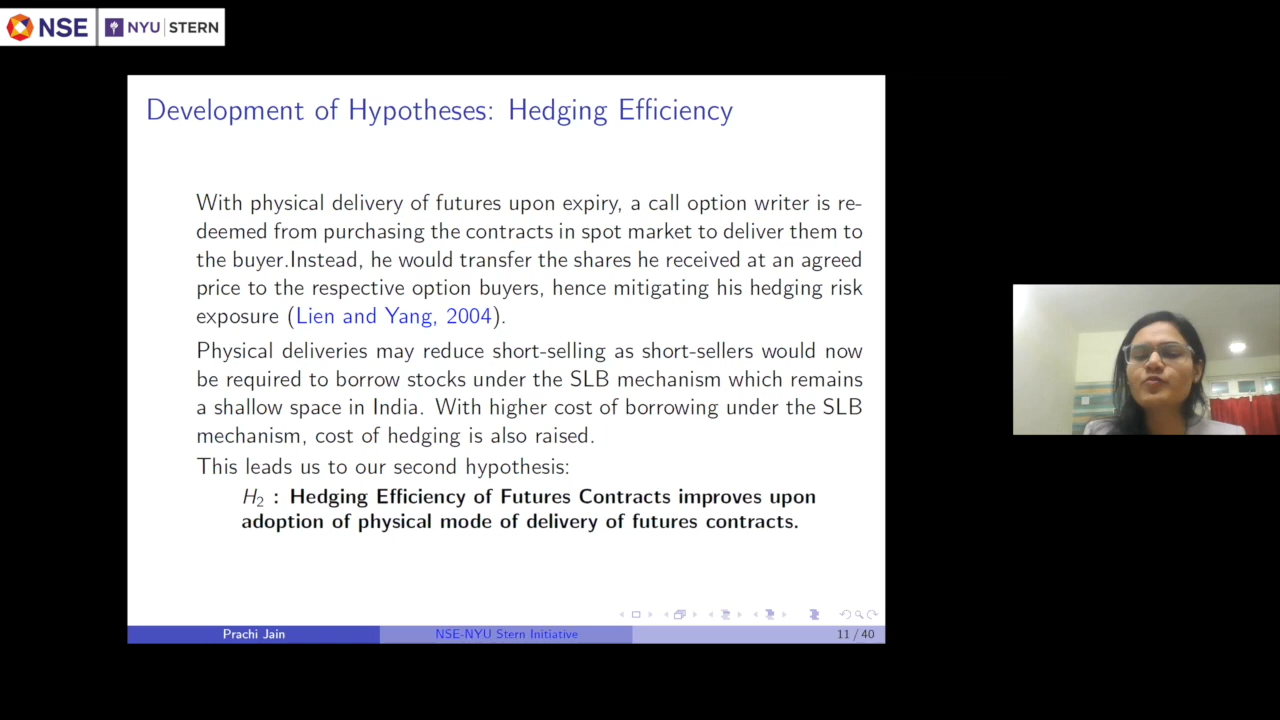 NSE NYU STERN
Development of Hypotheses: Hedging Efficiency
With physical delivery of futures upon expiry, a call option writer is re-
deemed from purchasing the contracts in spot market to deliver them to
the buyer.Instead, he would transfer the shares he received at an agreed
price to the respective option buyers, hence mitigating his hedging risk
exposure (Lien and Yang, 2004).
Physical deliveries may reduce short-selling as short-sellers would now
be required to borrow stocks under the SLB mechanism which remains
a shallow space in India. With higher cost of borrowing under the SLB
mechanism, cost of hedging is also raised.
This leads us to our second hypothesis:
H₂ : Hedging Efficiency of Futures Contracts improves upon
adoption of physical mode of delivery of futures contracts.
Prachi Jain NSE-NYU Stern Initiative 11 / 40